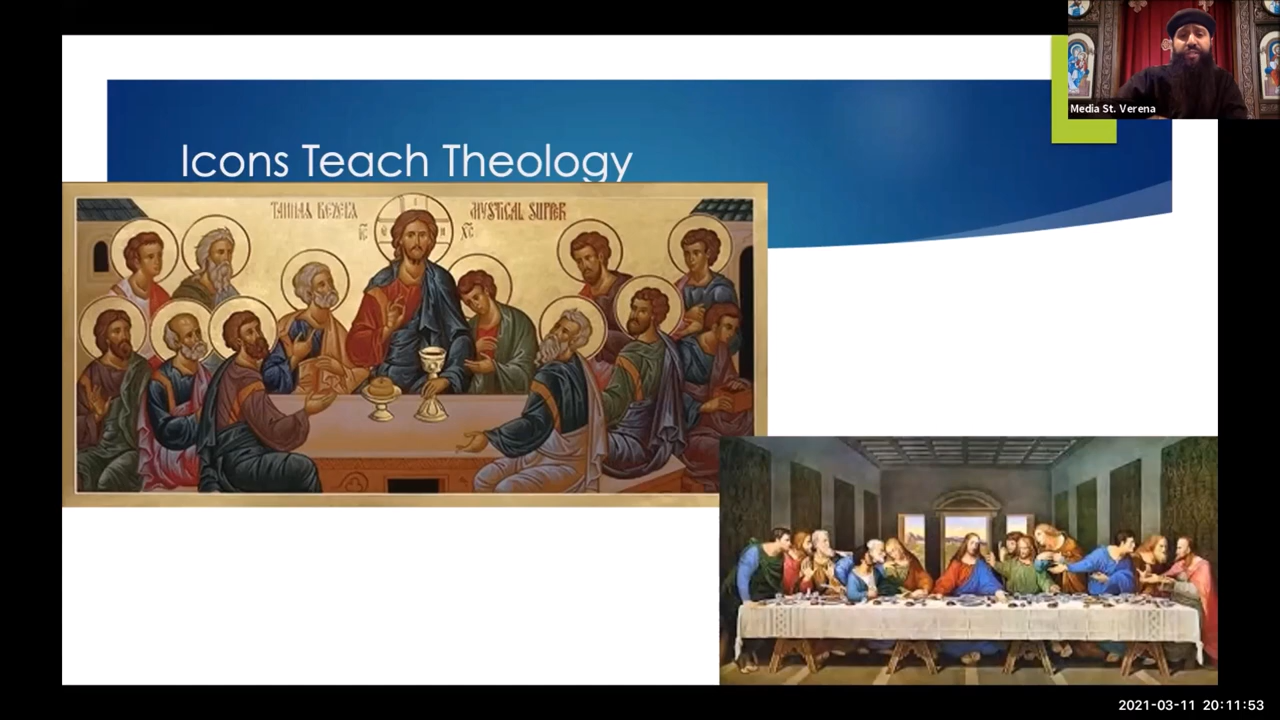 Media St. Verena
Icons Teach Theology
ТАЙНАЯ ВЕЧЕРЯ MYSTICAL SUPPER
IC XC
2021-03-11 20:11:53